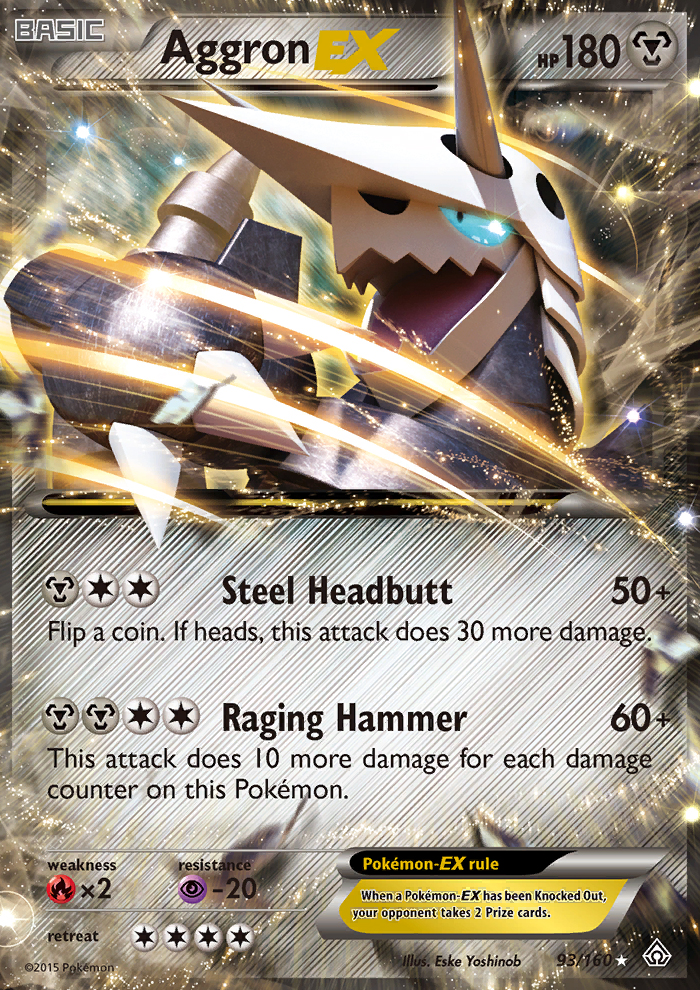 BASIC
Aggron EX
HP 180
Steel Headbutt 50+
Flip a coin. If heads, this attack does 30 more damage.
Raging Hammer 60+
This attack does 10 more damage for each damage
counter on this Pokémon.
weakness
×2
resistance
-20
retreat
Pokémon-EX rule
When a Pokémon-EX has been Knocked Out,
your opponent takes 2 Prize cards.
©2015 Pokémon
Illus. Eske Yoshinob
93/160